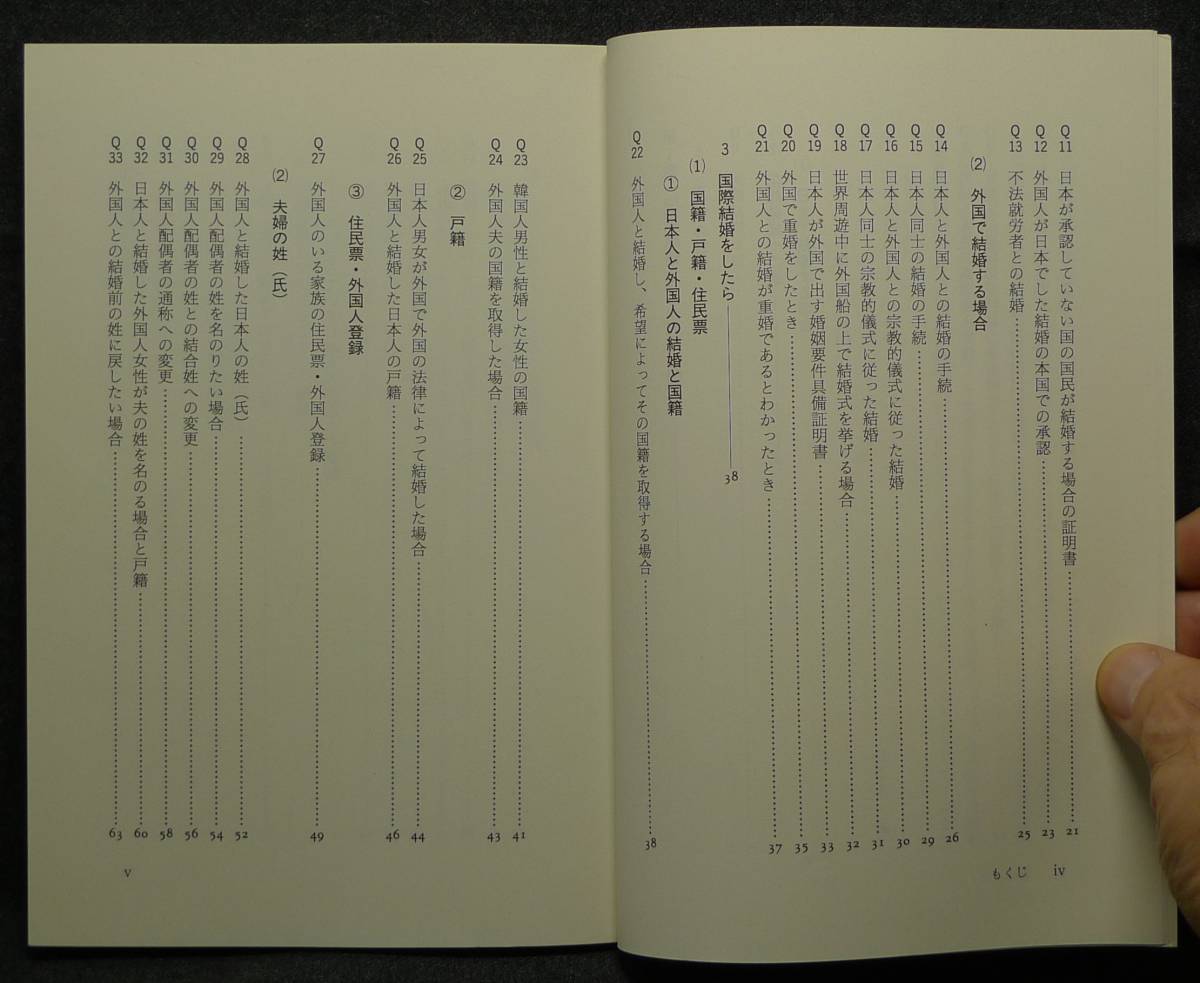 Q11 日本が承認していない国の国民が結婚する場合の証明書 21
Q12 外国人が日本でした結婚の本国での承認 23
Q13 不法就労者との結婚 25
(2) 外国で結婚する場合
Q14 日本人と外国人との結婚の手続 26
Q15 日本人同士の結婚の手続 29
Q16 日本人と外国人との宗教的儀式に従った結婚 30
Q17 日本人同士の宗教的儀式に従った結婚 31
Q18 世界周遊中に外国船の上で結婚式を挙げる場合 32
Q19 日本人が外国で出す婚姻要件具備証明書 33
Q20 外国で重婚をしたとき 35
Q21 外国人との結婚が重婚であるとわかったとき 37
3 国際結婚をしたら 38
(1) 国籍・戸籍・住民票
① 日本人と外国人の結婚と国籍
Q22 外国人と結婚し、希望によってその国籍を取得する場合 38
もくじ iv
Q23 韓国人男性と結婚した女性の国籍 41
Q24 外国人夫の国籍を取得した場合 43
② 戸籍
Q25 日本人男女が外国で外国の法律によって結婚した場合 44
Q26 外国人と結婚した日本人の戸籍 46
③ 住民票・外国人登録
Q27 外国人のいる家族の住民票・外国人登録 49
(2) 夫婦の姓（氏）
Q28 外国人と結婚した日本人の姓（氏） 52
Q29 外国人配偶者の姓を名のりたい場合 54
Q30 外国人配偶者の姓との結合姓への変更 56
Q31 外国人配偶者の通称への変更 58
Q32 日本人と結婚した外国人女性が夫の姓を名のる場合と戸籍 60
Q33 外国人との結婚前の姓に戻したい場合 63
v